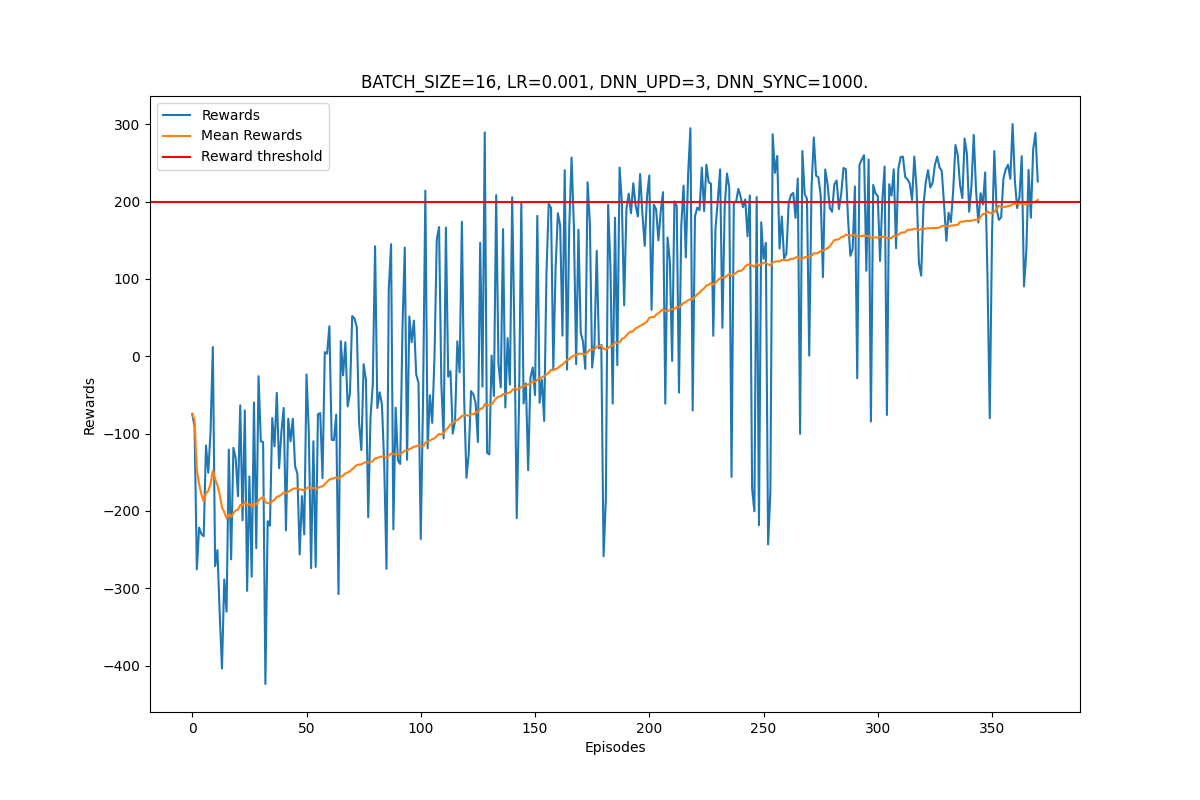 BATCH_SIZE=16, LR=0.001, DNN_UPD=3, DNN_SYNC=1000.
Rewards
Mean Rewards
Reward threshold
300
200
100
0
−100
−200
−300
−400
Rewards
0 50 100 150 200 250 300 350
Episodes